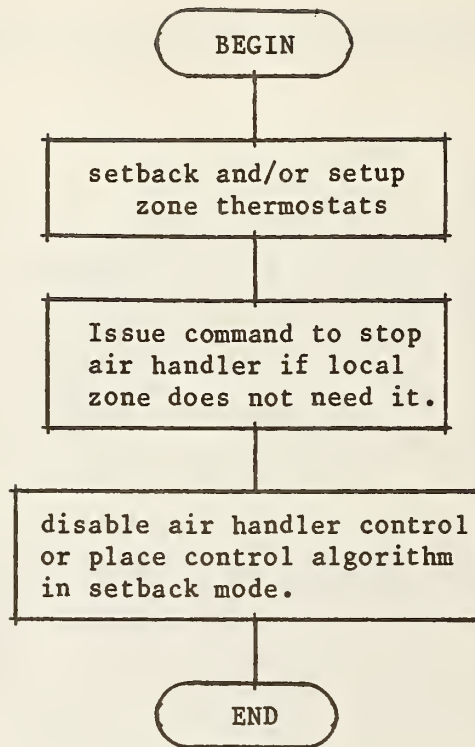 BEGIN
setback and/or setup
zone thermostats
Issue command to stop
air handler if local
zone does not need it.
disable air handler control
or place control algorithm
in setback mode.
END